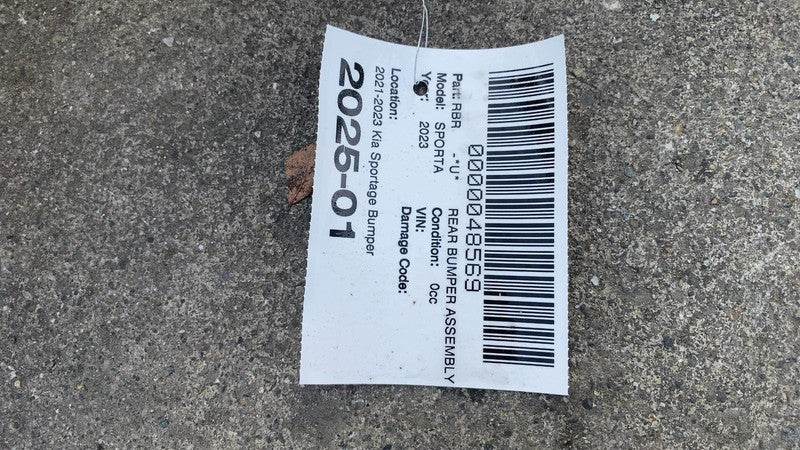 0000048569
Part: RBR -*U* REAR BUMPER ASSEMBLY
Model: SPORTA Condition: 0cc
Year: 2023 VIN:
Damage Code:
Location:
2021-2023 Kia Sportage Bumper
2025-01